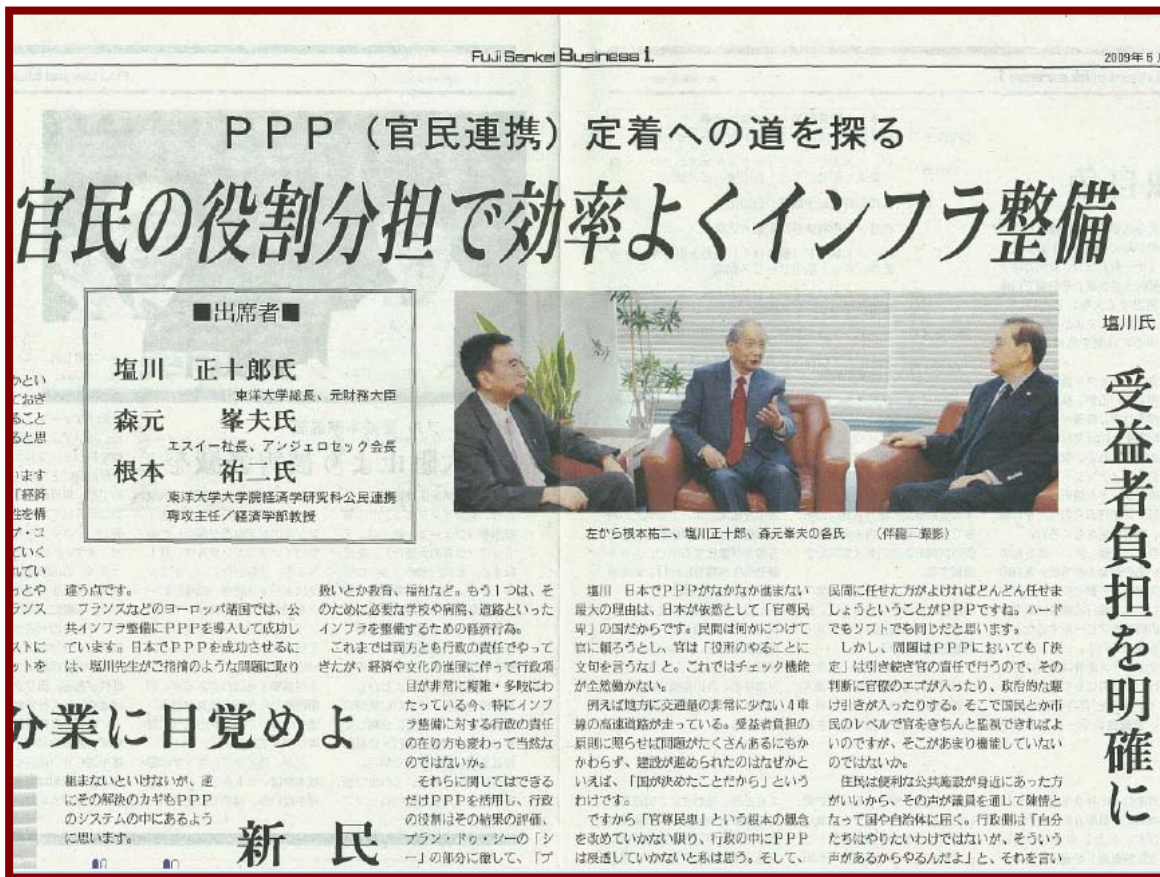 Fuji Sankei Business i.
2009年6
PPP（官民連携）定着への道を探る
官民の役割分担で効率よくインフラ整備
■出席者■
塩川 正十郎氏
東洋大学総長、元財務大臣
森元 峯夫氏
エスイー社長、アンジェロセック会長
根本 祐二氏
東洋大学大学院経済学研究科公民連携
専攻主任／経済学部教授
左から根本祐二、塩川正十郎、森元峯夫の各氏 （伴龍二撮影）
塩川氏
受益者負担を明確に
かとい
ておき
ること
ると思
います
「経済
性を構
ブ・コ
ていく
れてい
っとや
ランス
ストに
ットを
違う点です。
フランスなどのヨーロッパ諸国では、公
共インフラ整備にPPPを導入して成功し
ています。日本でPPPを成功させるに
は、塩川先生がご指摘のような問題に取り
分業に目覚めよ
組まないといけないが、逆
にその解決のカギもPPP
のシステムの中にあるよう
に思います。
新 民
救いとか教育、福祉など。もう1つは、そ
のために必要な学校や病院、道路といった
インフラを整備するための経済行為。
これまでは両方とも行政の責任でやって
きたが、経済や文化の進展に伴って行政項
目が非常に複雑・多岐にわ
たっている今、特にインフ
ラ整備に対する行政の責任
の在り方も変わって当然な
のではないか。
それらに関してはできる
だけPPPを活用し、行政
の役割はその結果の評価、
プラン・ドゥ・シーの「シ
ー」の部分に徹して、「プ
塩川 日本でPPPがなかなか進まない
最大の理由は、日本が依然として「官尊民
卑」の国だからです。民間は何かにつけて
官に頼ろうとし、官は「役所のやることに
文句を言うな」と。これではチェック機能
が全然働かない。
例えば地方に交通量の非常に少ない4車
線の高速道路が走っている。受益者負担の
原則に照らせば問題がたくさんあるにもか
かわらず、建設が進められたのはなぜかと
いえば、「国が決めたことだから」という
わけです。
ですから「官尊民卑」という根本の観念
を改めていかない限り、行政の中にPPP
は浸透していかないと私は思う。そして、
民間に任せた方がよければどんどん任せま
しょうということがPPPですね。ハード
でもソフトでも同じだと思います。
しかし、問題はPPPにおいても「決
定」は引き続き官の責任で行うので、その
判断に官僚のエゴが入ったり、政治的な駆
け引きが入ったりする。そこで国民とか市
民のレベルで官をきちんと監視できればよ
いのですが、そこがあまり機能していない
のではないか。
住民は便利な公共施設が身近にあった方
がいいから、その声が議員を通して陳情と
なって国や自治体に届く。行政側は「自分
たちはやりたいわけではないが、そういう
声があるからやるんだよ」と、それを言い